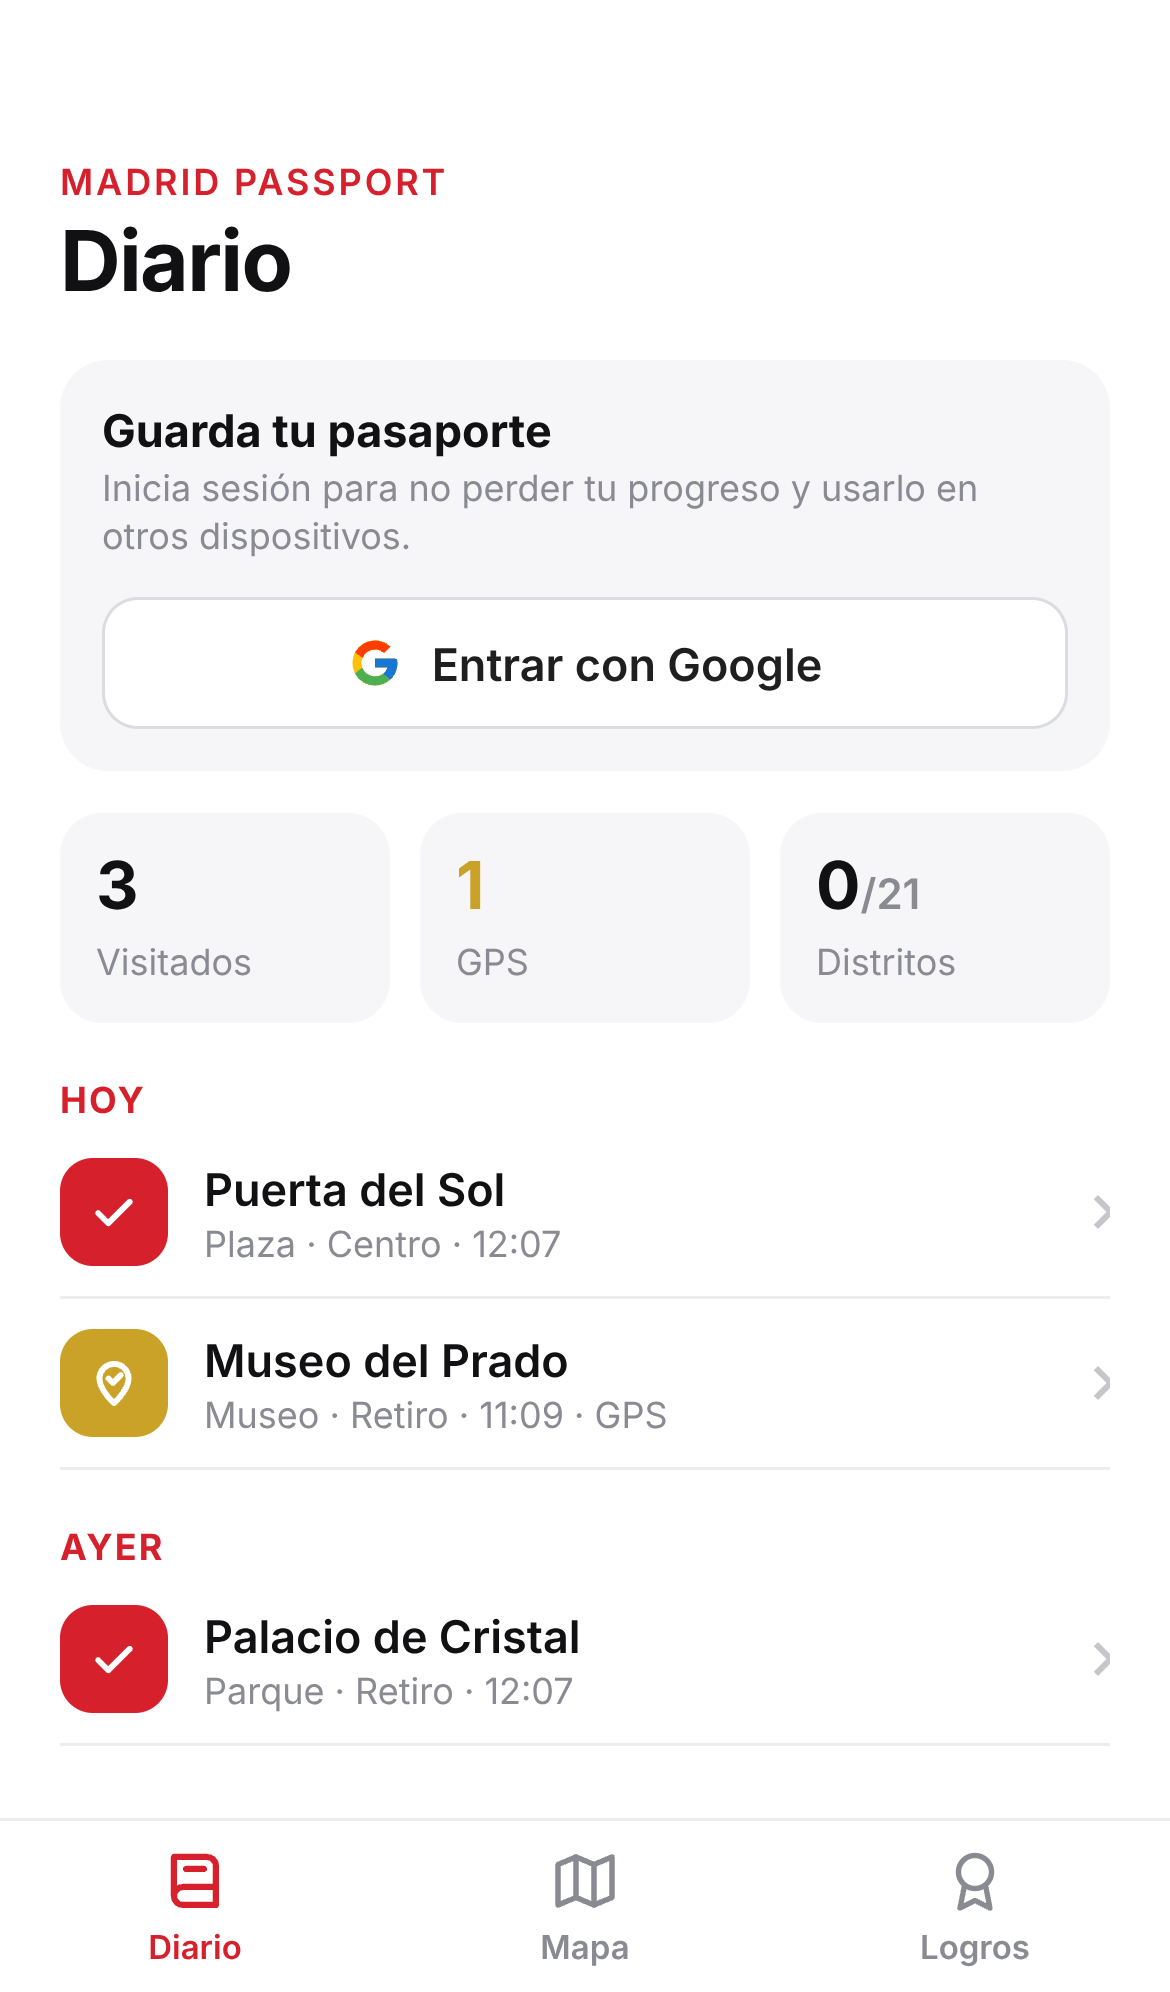 MADRID PASSPORT
Diario
Guarda tu pasaporte
Inicia sesión para no perder tu progreso y usarlo en
otros dispositivos.
Entrar con Google
3
Visitados
1
GPS
0/21
Distritos
HOY
Puerta del Sol
Plaza · Centro · 12:07
Museo del Prado
Museo · Retiro · 11:09 · GPS
AYER
Palacio de Cristal
Parque · Retiro · 12:07
Diario
Mapa
Logros